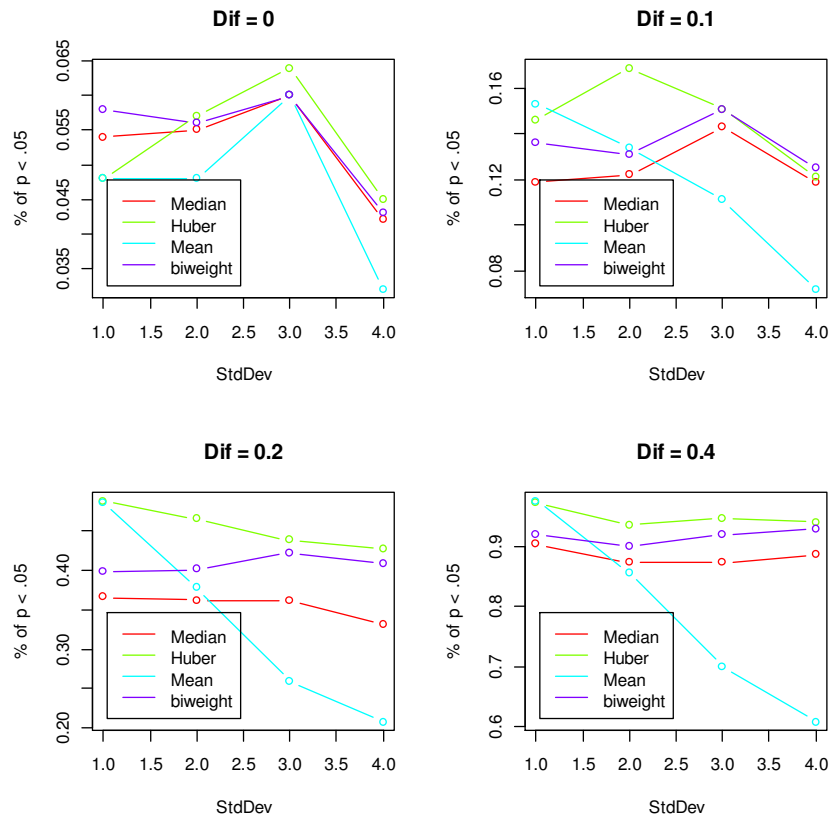 Dif = 0
% of p < .05
0.035 0.045 0.055 0.065
Median
Huber
Mean
biweight
1.0 1.5 2.0 2.5 3.0 3.5 4.0
StdDev
Dif = 0.1
% of p < .05
0.08 0.12 0.16
Median
Huber
Mean
biweight
1.0 1.5 2.0 2.5 3.0 3.5 4.0
StdDev
Dif = 0.2
% of p < .05
0.20 0.30 0.40
Median
Huber
Mean
biweight
1.0 1.5 2.0 2.5 3.0 3.5 4.0
StdDev
Dif = 0.4
% of p < .05
0.6 0.7 0.8 0.9
Median
Huber
Mean
biweight
1.0 1.5 2.0 2.5 3.0 3.5 4.0
StdDev